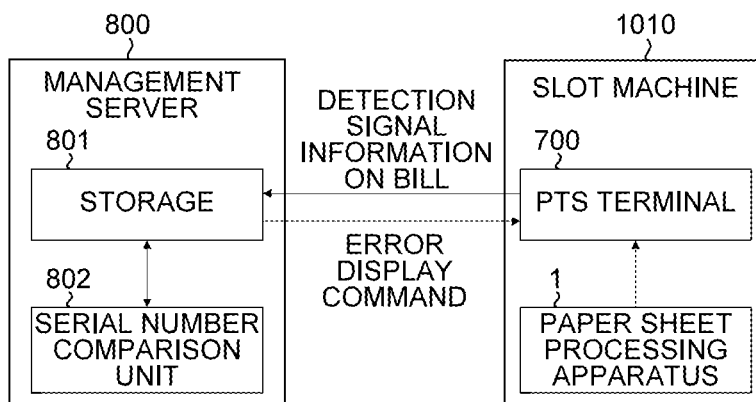 800
MANAGEMENT
SERVER
801
STORAGE
802
SERIAL NUMBER
COMPARISON
UNIT
DETECTION
SIGNAL
INFORMATION
ON BILL
ERROR
DISPLAY
COMMAND
1010
SLOT MACHINE
700
PTS TERMINAL
1
PAPER SHEET
PROCESSING
APPARATUS